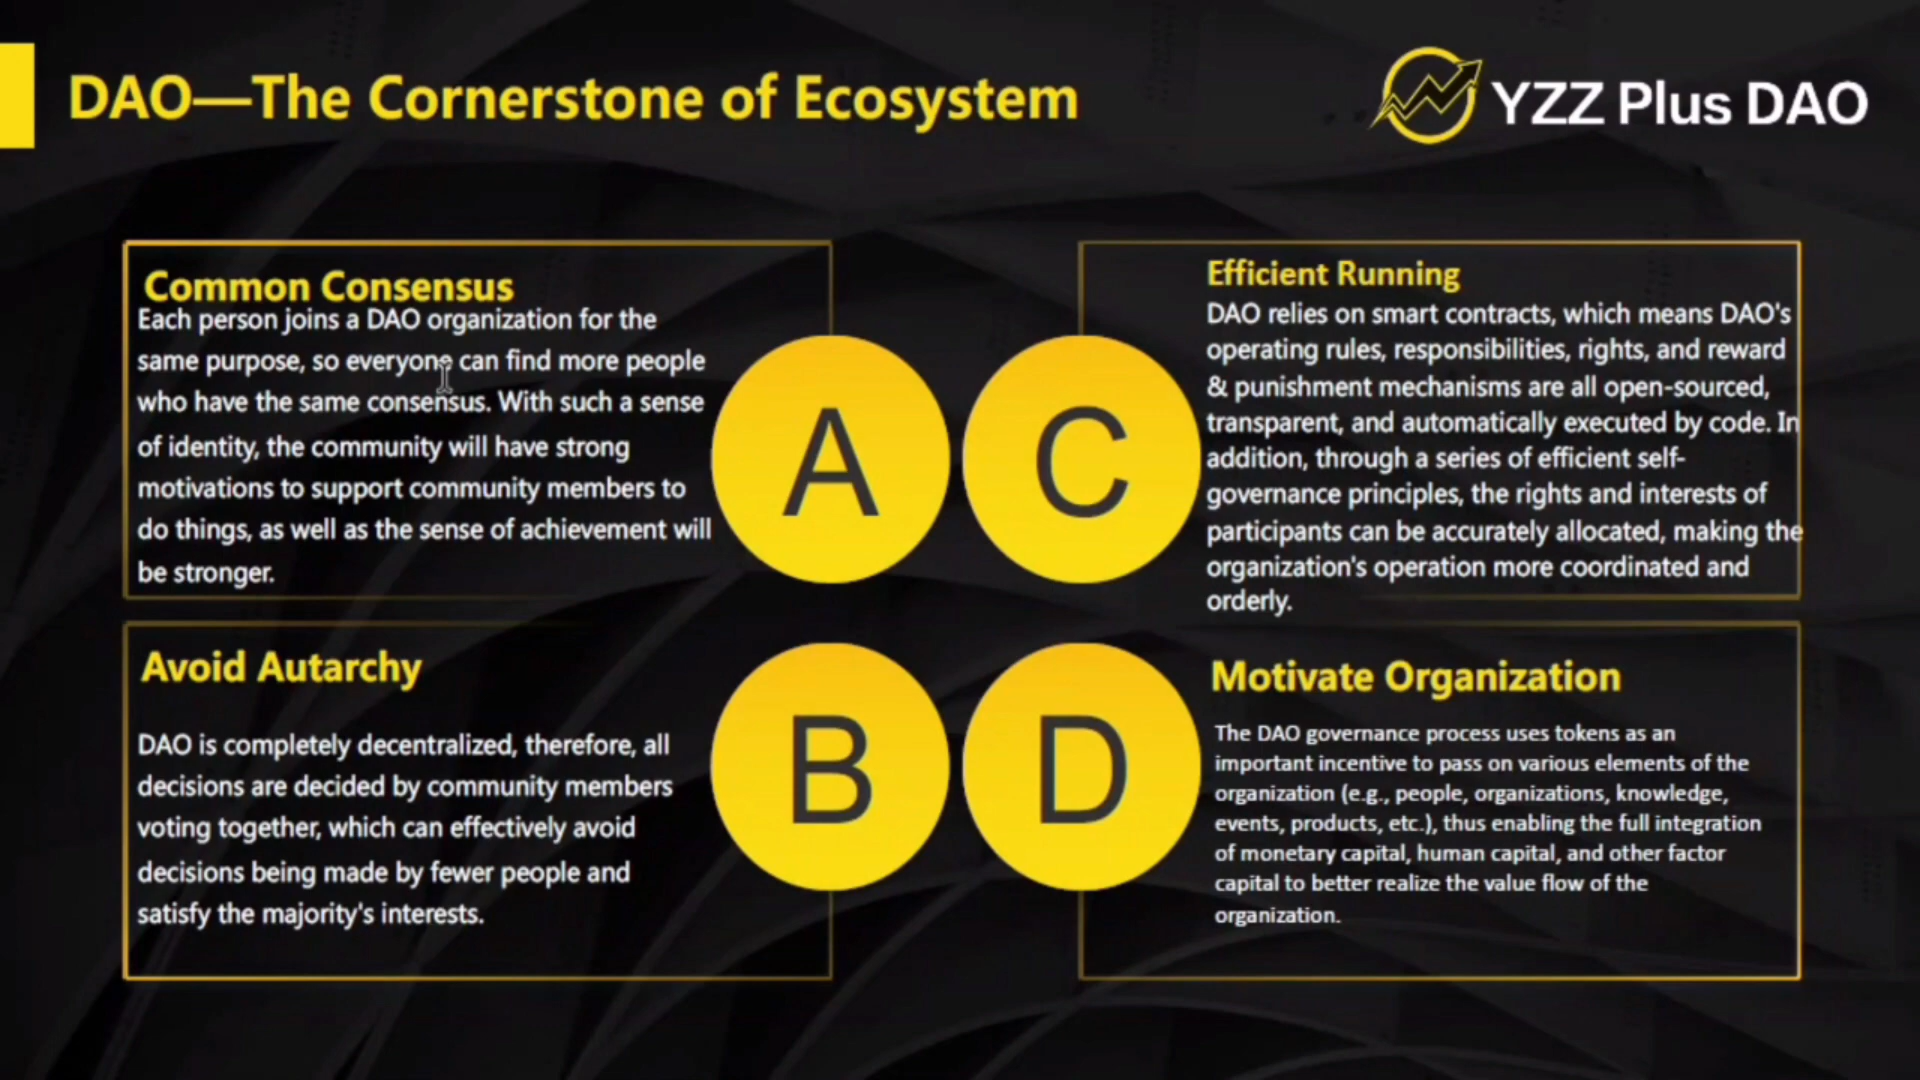 DAO—The Cornerstone of Ecosystem
YZZ Plus DAO
Common Consensus
Each person joins a DAO organization for the
same purpose, so everyone can find more people
who have the same consensus. With such a sense
of identity, the community will have strong
motivations to support community members to
do things, as well as the sense of achievement will
be stronger.
A
C
Efficient Running
DAO relies on smart contracts, which means DAO's
operating rules, responsibilities, rights, and reward
& punishment mechanisms are all open-sourced,
transparent, and automatically executed by code. In
addition, through a series of efficient self-
governance principles, the rights and interests of
participants can be accurately allocated, making the
organization's operation more coordinated and
orderly.
Avoid Autarchy
DAO is completely decentralized, therefore, all
decisions are decided by community members
voting together, which can effectively avoid
decisions being made by fewer people and
satisfy the majority's interests.
B
D
Motivate Organization
The DAO governance process uses tokens as an
important incentive to pass on various elements of the
organization (e.g., people, organizations, knowledge,
events, products, etc.), thus enabling the full integration
of monetary capital, human capital, and other factor
capital to better realize the value flow of the
organization.